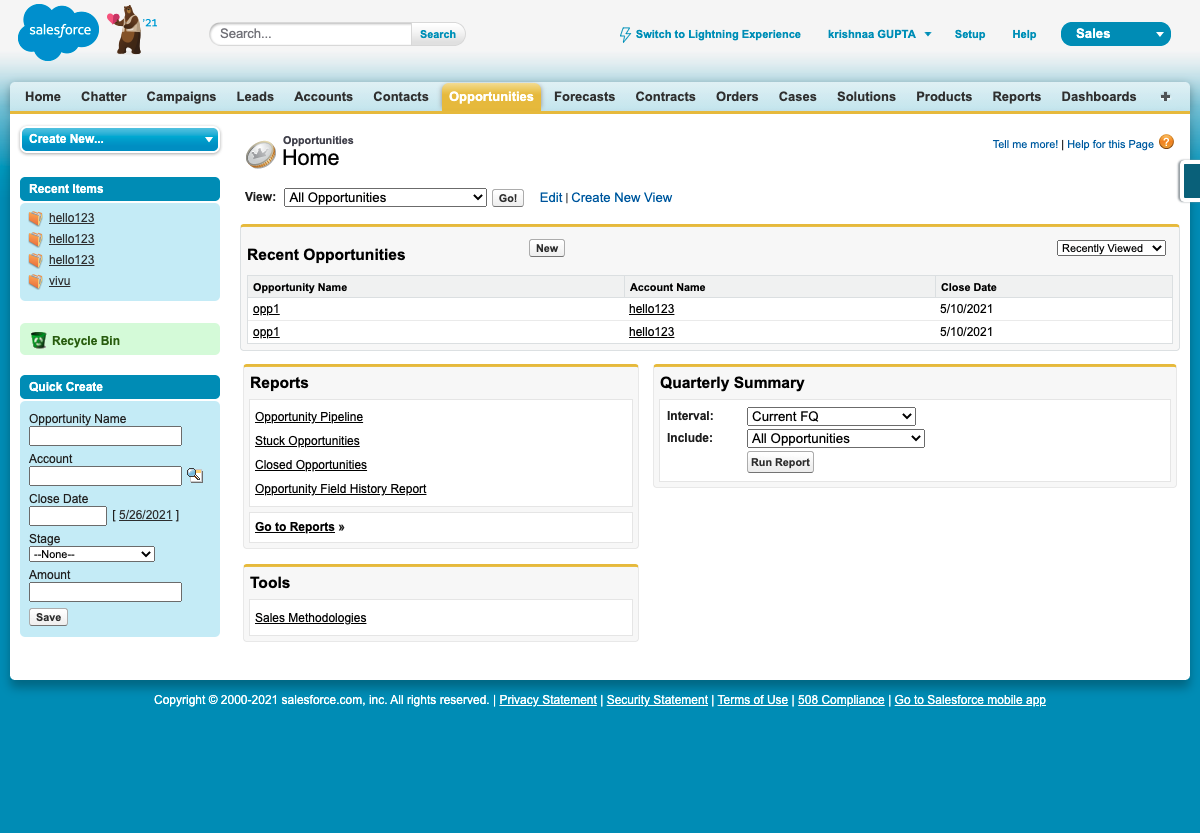 salesforce
'21
Search...
Search
Switch to Lightning Experience
krishnaa GUPTA
Setup
Help
Sales
Home Chatter Campaigns Leads Accounts Contacts Opportunities Forecasts Contracts Orders Cases Solutions Products Reports Dashboards +
Create New...
Recent Items
hello123
hello123
hello123
vivu
Recycle Bin
Quick Create
Opportunity Name
Account
Close Date
[ 5/26/2021 ]
Stage
--None--
Amount
Save
Opportunities
Home
Tell me more! | Help for this Page ?
View: All Opportunities Go! Edit | Create New View
Recent Opportunities New Recently Viewed
Opportunity Name Account Name Close Date
opp1 hello123 5/10/2021
opp1 hello123 5/10/2021
Reports
Opportunity Pipeline
Stuck Opportunities
Closed Opportunities
Opportunity Field History Report
Go to Reports »
Quarterly Summary
Interval: Current FQ
Include: All Opportunities
Run Report
Tools
Sales Methodologies
Copyright © 2000-2021 salesforce.com, inc. All rights reserved. | Privacy Statement | Security Statement | Terms of Use | 508 Compliance | Go to Salesforce mobile app